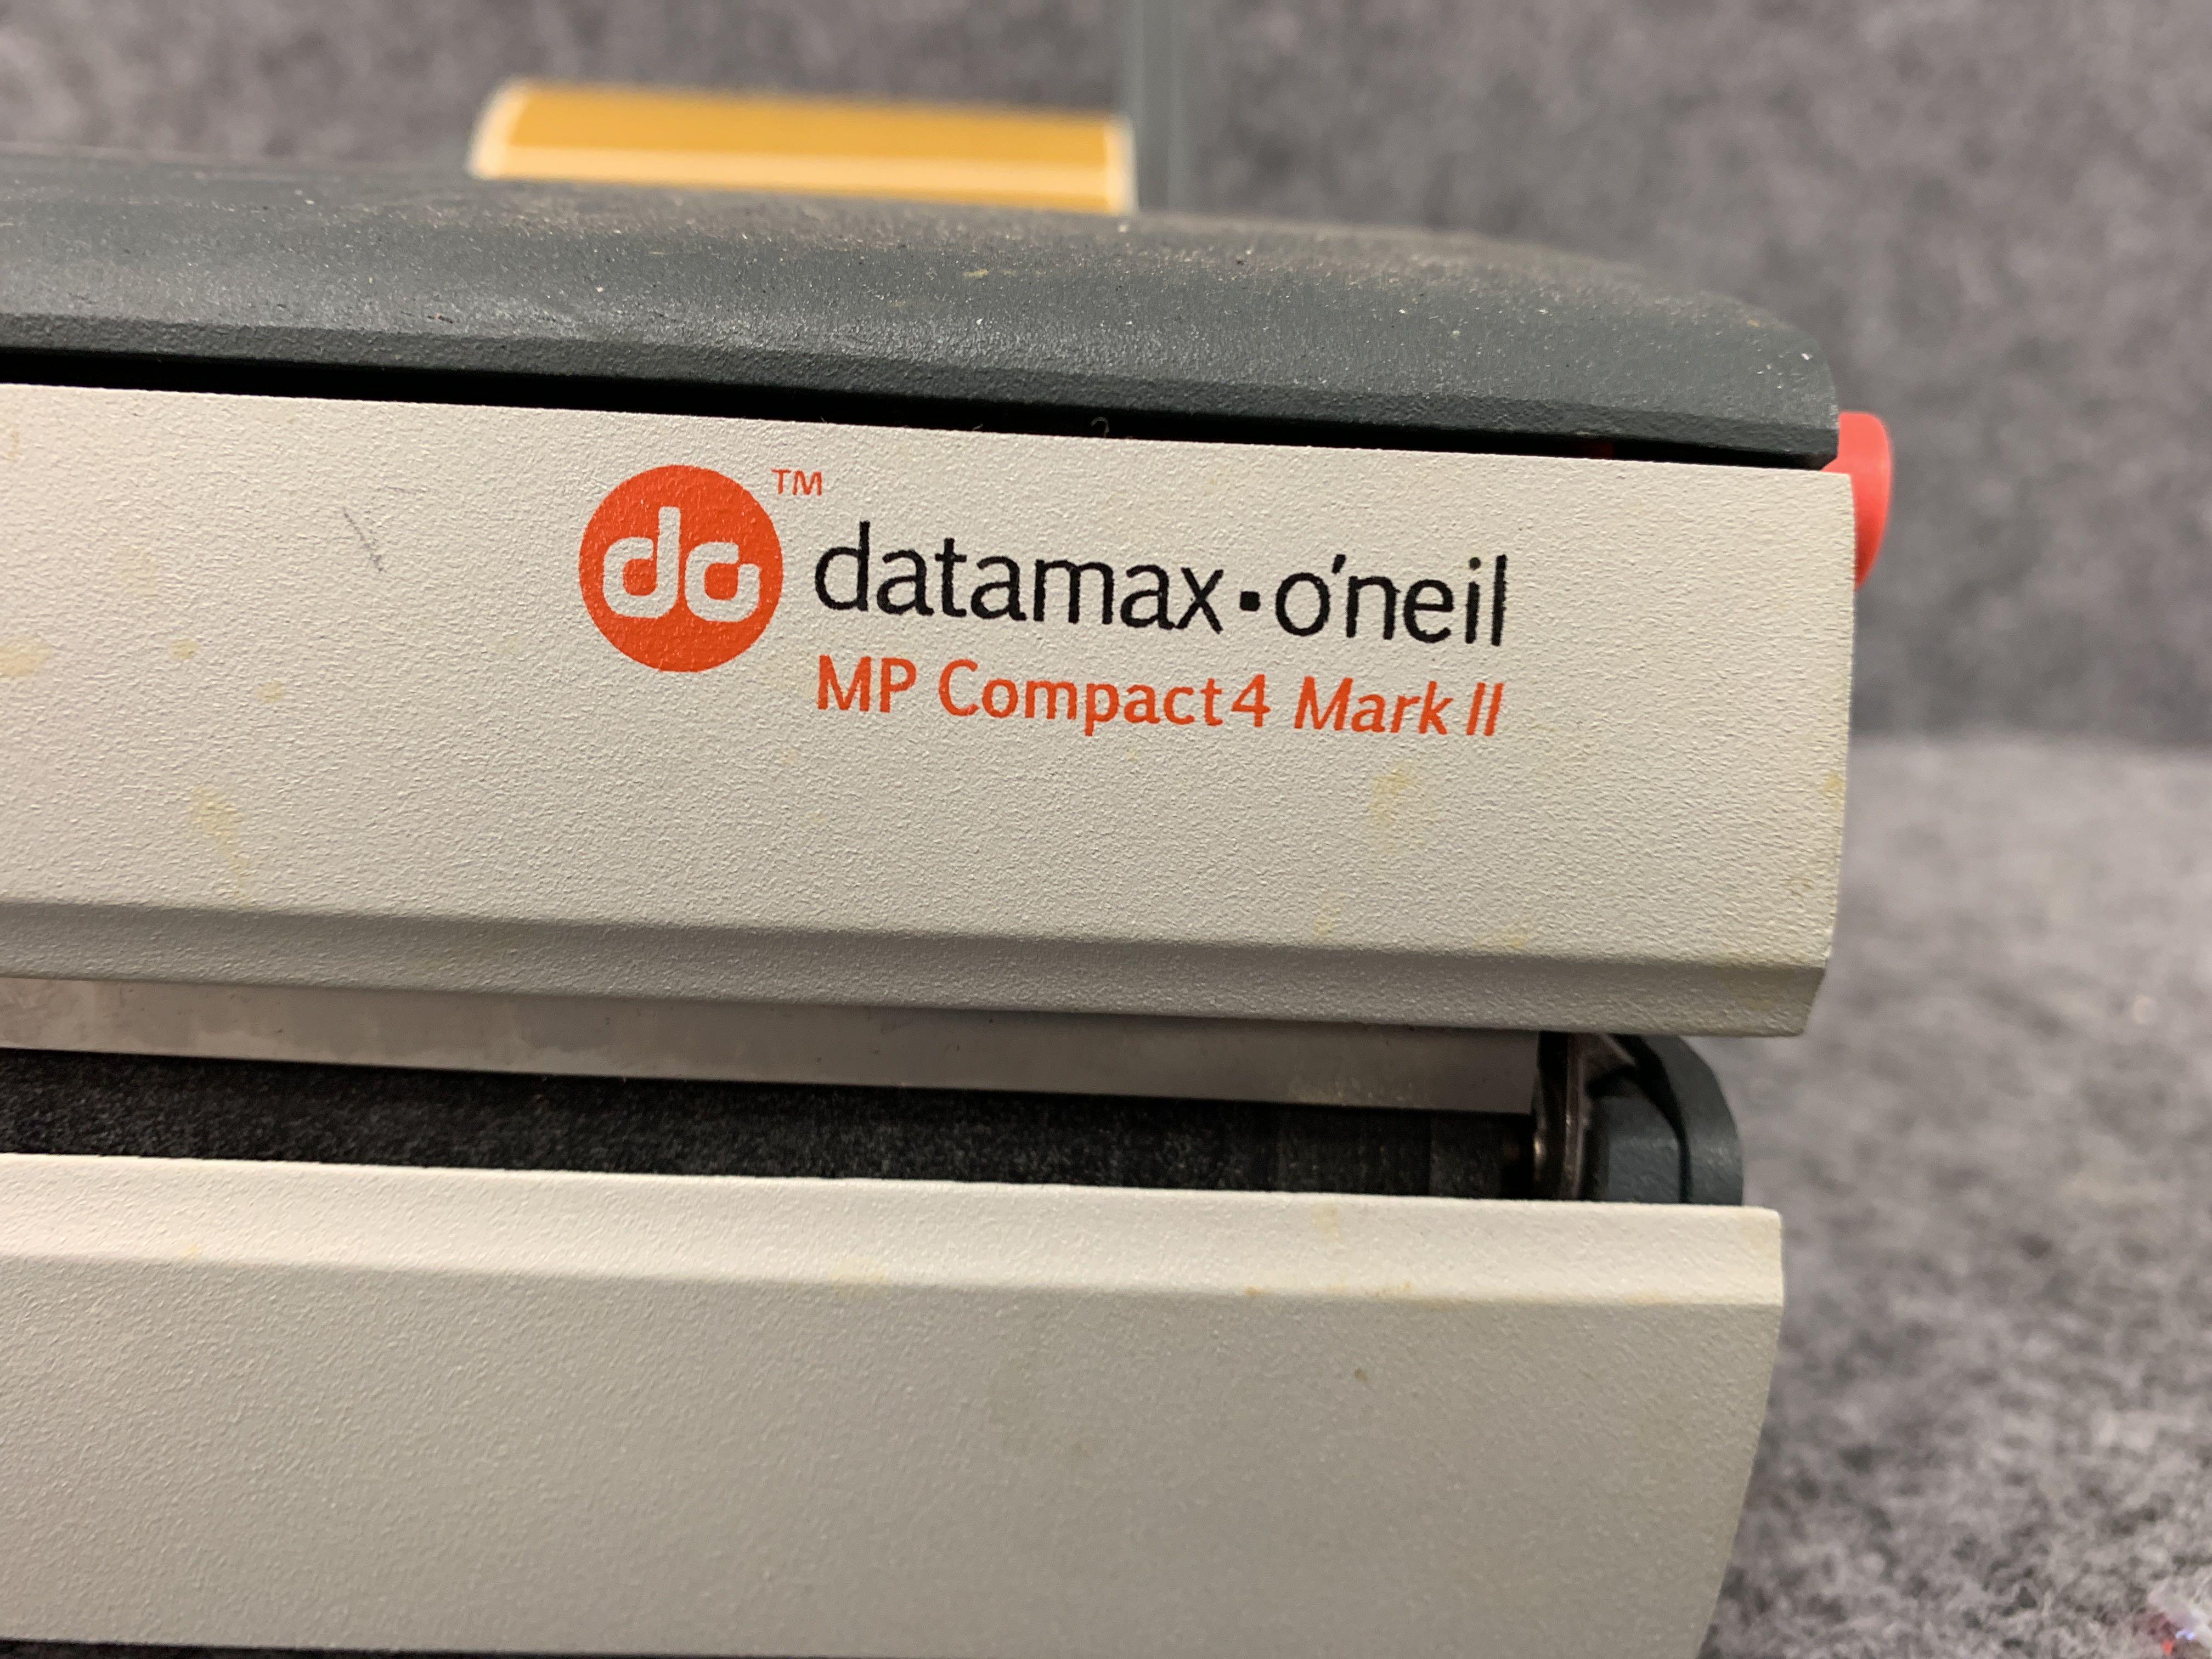 do™
datamax·o'neil
MP Compact4 Mark II